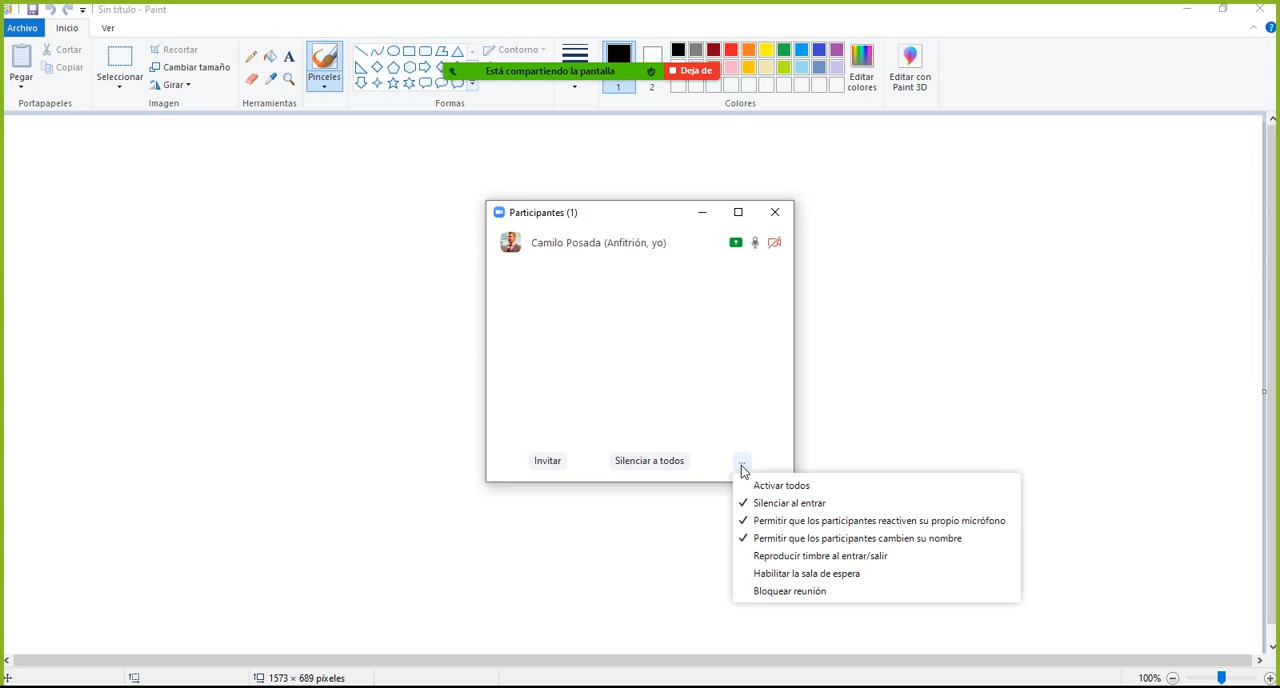 Sin título - Paint
Archivo
Inicio
Ver
Pegar
Cortar
Copiar
Portapapeles
Seleccionar
Recortar
Cambiar tamaño
Girar
Imagen
A
Herramientas
Pinceles
Contorno
Formas
Está compartiendo la pantalla
Deja de
1
2
Colores
Editar
colores
Editar con
Paint 3D
Participantes (1)
Camilo Posada (Anfitrión, yo)
Invitar
Silenciar a todos
...
Activar todos
Silenciar al entrar
Permitir que los participantes reactiven su propio micrófono
Permitir que los participantes cambien su nombre
Reproducir timbre al entrar/salir
Habilitar la sala de espera
Bloquear reunión
1573 × 689 píxeles
100%